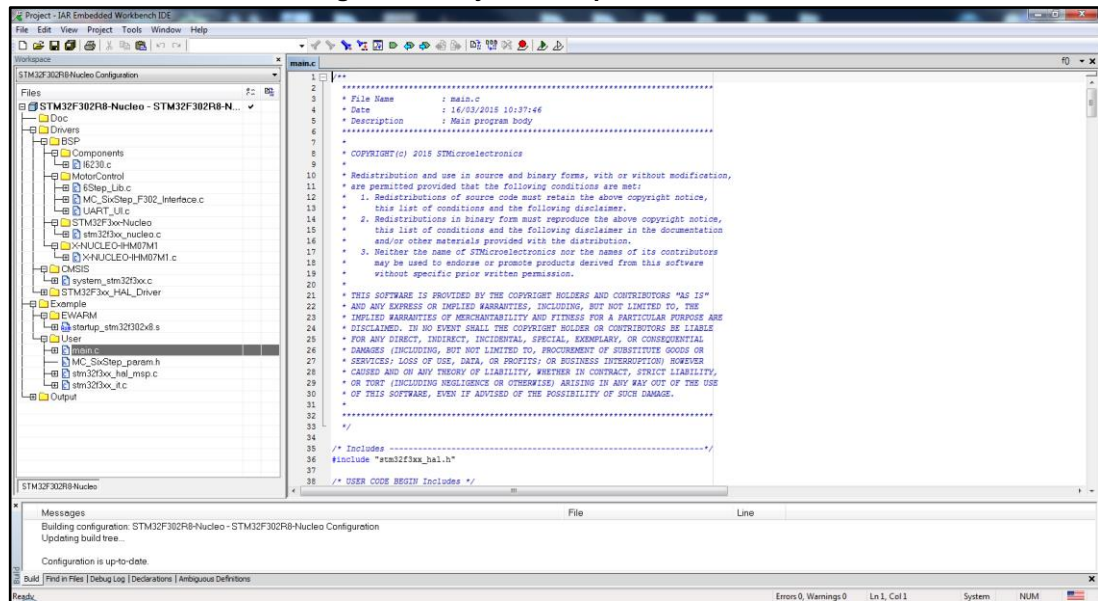 Project - IAR Embedded Workbench IDE
File Edit View Project Tools Window Help
Workspace
STM32F302R8-Nucleo Configuration
Files
STM32F302R8-Nucleo - STM32F302R8-N...
Doc
Drivers
BSP
Components
l6230.c
MotorControl
6Step_Lib.c
MC_SixStep_F302_Interface.c
UART_UI.c
STM32F3xx-Nucleo
stm32f3xx_nucleo.c
X-NUCLEO-IHM07M1
X-NUCLEO-IHM07M1.c
CMSIS
system_stm32f3xx.c
STM32F3xx_HAL_Driver
Example
EWARM
startup_stm32f302x8.s
User
main.c
MC_SixStep_param.h
stm32f3xx_hal_msp.c
stm32f3xx_it.c
Output
STM32F302R8-Nucleo
main.c
f()
1 /**
2 ******************************************************************************
3 * File Name : main.c
4 * Date : 16/03/2015 10:37:46
5 * Description : Main program body
6 ******************************************************************************
7 *
8 * COPYRIGHT(c) 2015 STMicroelectronics
9 *
10 * Redistribution and use in source and binary forms, with or without modification,
11 * are permitted provided that the following conditions are met:
12 * 1. Redistributions of source code must retain the above copyright notice,
13 * this list of conditions and the following disclaimer.
14 * 2. Redistributions in binary form must reproduce the above copyright notice,
15 * this list of conditions and the following disclaimer in the documentation
16 * and/or other materials provided with the distribution.
17 * 3. Neither the name of STMicroelectronics nor the names of its contributors
18 * may be used to endorse or promote products derived from this software
19 * without specific prior written permission.
20 *
21 * THIS SOFTWARE IS PROVIDED BY THE COPYRIGHT HOLDERS AND CONTRIBUTORS "AS IS"
22 * AND ANY EXPRESS OR IMPLIED WARRANTIES, INCLUDING, BUT NOT LIMITED TO, THE
23 * IMPLIED WARRANTIES OF MERCHANTABILITY AND FITNESS FOR A PARTICULAR PURPOSE ARE
24 * DISCLAIMED. IN NO EVENT SHALL THE COPYRIGHT HOLDER OR CONTRIBUTORS BE LIABLE
25 * FOR ANY DIRECT, INDIRECT, INCIDENTAL, SPECIAL, EXEMPLARY, OR CONSEQUENTIAL
26 * DAMAGES (INCLUDING, BUT NOT LIMITED TO, PROCUREMENT OF SUBSTITUTE GOODS OR
27 * SERVICES; LOSS OF USE, DATA, OR PROFITS; OR BUSINESS INTERRUPTION) HOWEVER
28 * CAUSED AND ON ANY THEORY OF LIABILITY, WHETHER IN CONTRACT, STRICT LIABILITY,
29 * OR TORT (INCLUDING NEGLIGENCE OR OTHERWISE) ARISING IN ANY WAY OUT OF THE USE
30 * OF THIS SOFTWARE, EVEN IF ADVISED OF THE POSSIBILITY OF SUCH DAMAGE.
31 *
32 ******************************************************************************
33 */
34
35 /* Includes ------------------------------------------------------------------*/
36 #include "stm32f3xx_hal.h"
37
38 /* USER CODE BEGIN Includes */
Messages File Line
Building configuration: STM32F302R8-Nucleo - STM32F302R8-Nucleo Configuration
Updating build tree...
Configuration is up-to-date.
Build
Build Find in Files Debug Log Declarations Ambiguous Definitions
Ready Errors 0, Warnings 0 Ln 1, Col 1 System NUM